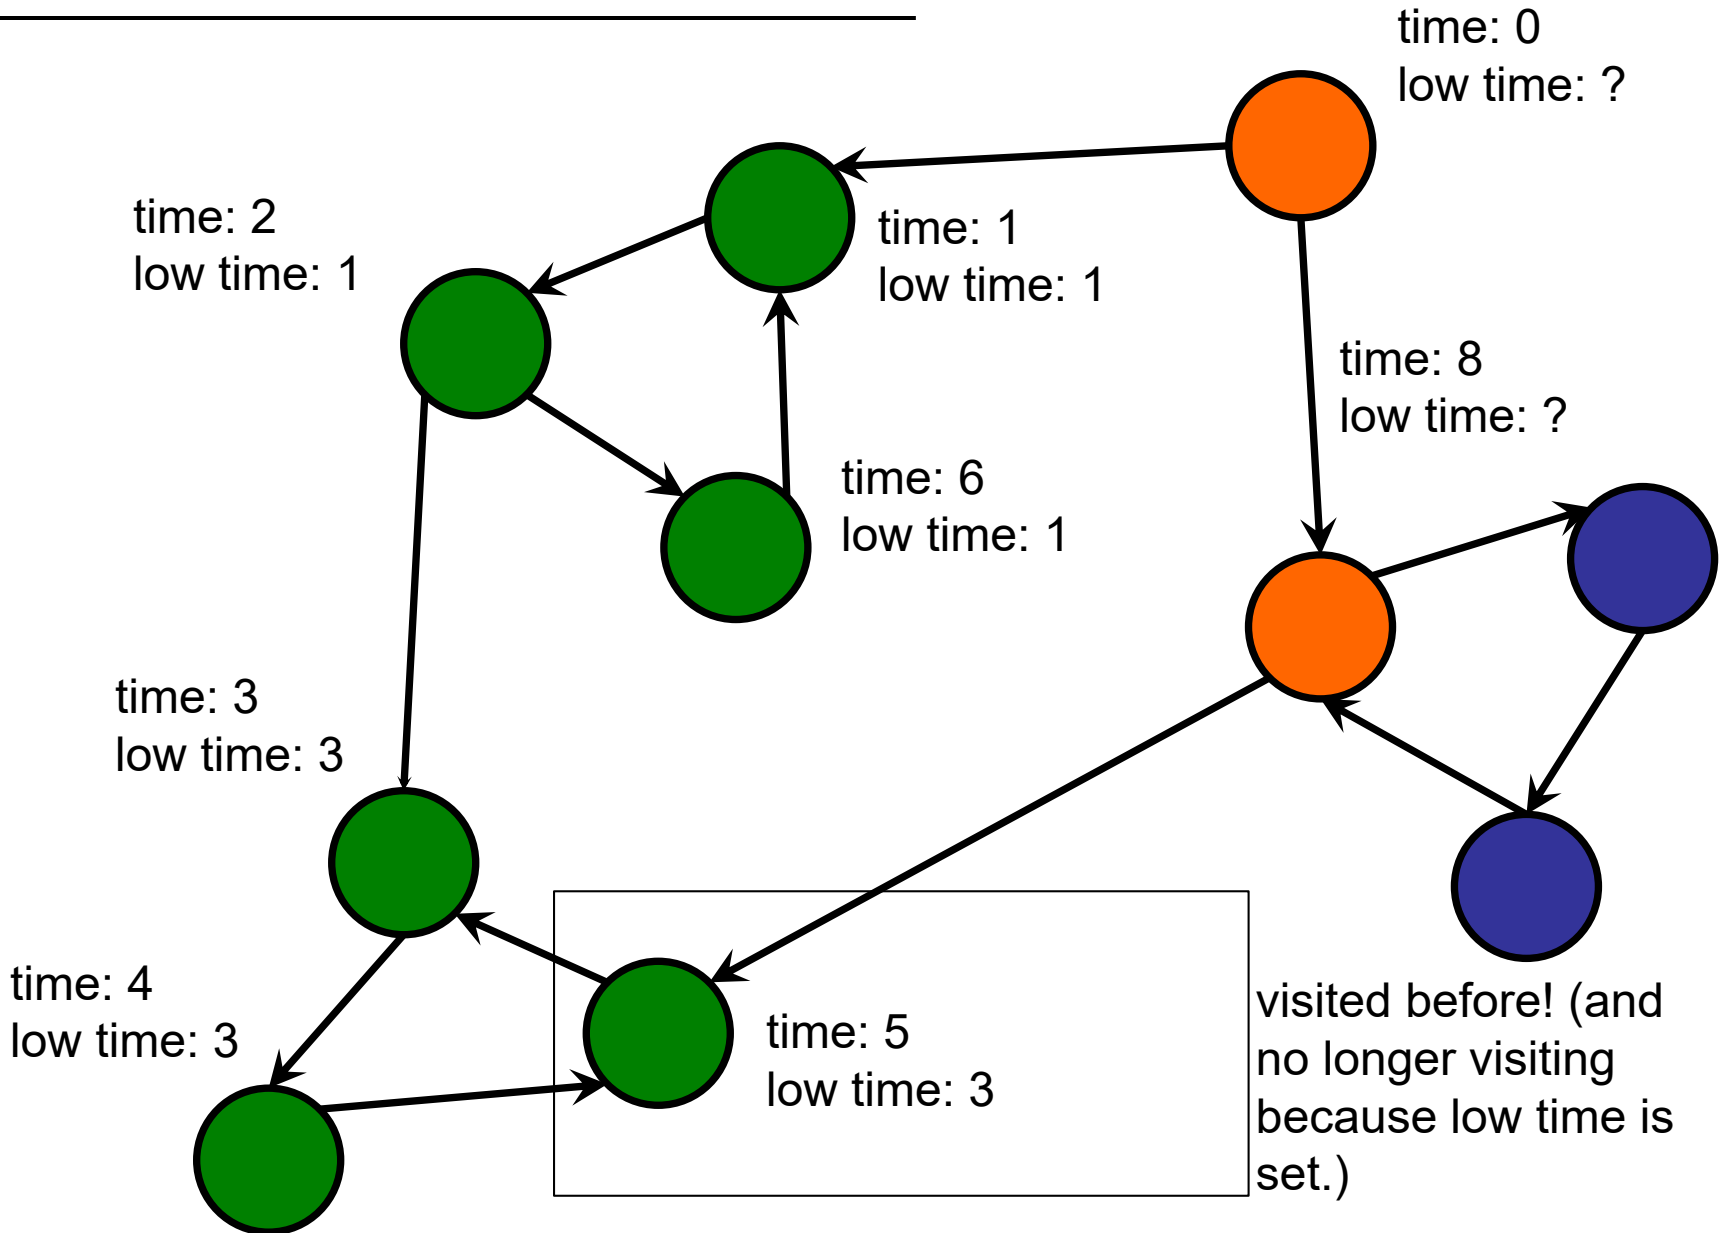 time: 0
low time: ?
time: 2
low time: 1
time: 1
low time: 1
time: 8
low time: ?
time: 6
low time: 1
time: 3
low time: 3
time: 4
low time: 3
time: 5
low time: 3
visited before! (and
no longer visiting
because low time is
set.)